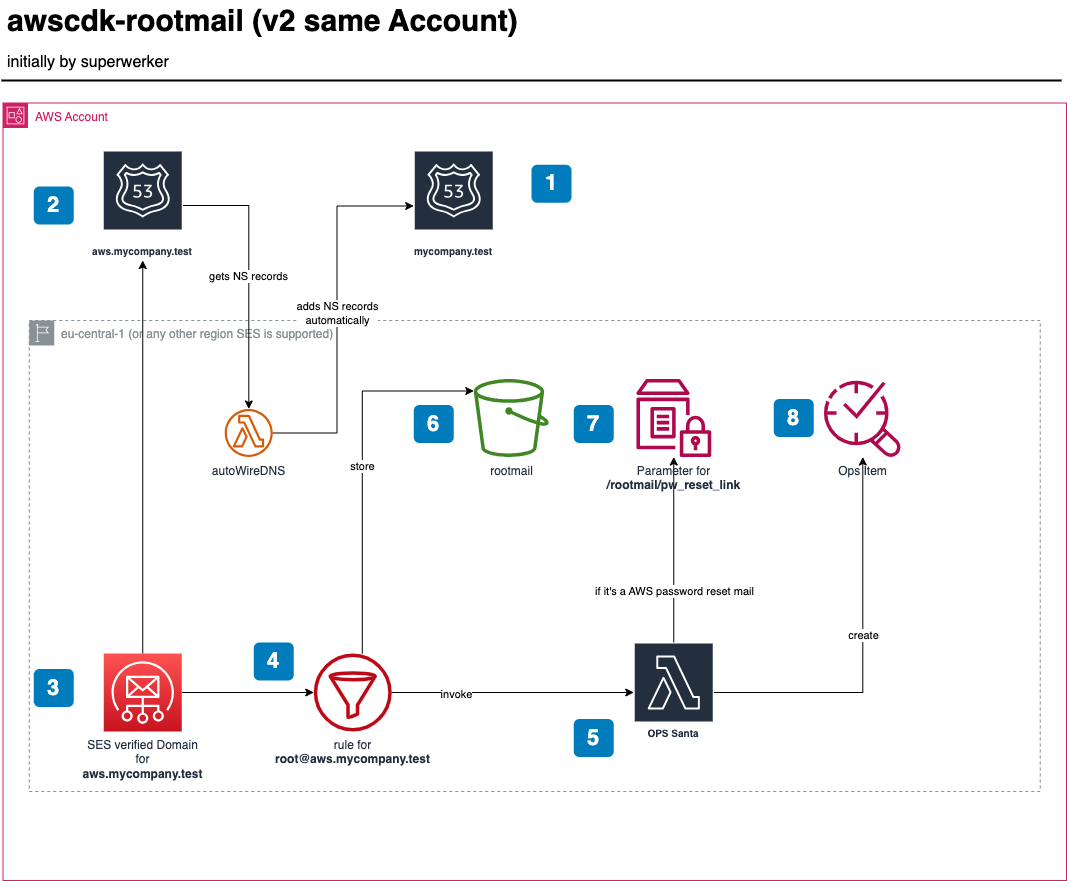 awscdk-rootmail (v2 same Account)
initially by superwerker
AWS Account
53
53
1
2
aws.mycompany.test
mycompany.test
gets NS records
adds NS records
automatically
eu-central-1 (or any other region SES is supported)
6
7
8
autoWireDNS
store
rootmail
Parameter for
/rootmail/pw_reset_link
Ops Item
if it's a AWS password reset mail
create
4
3
invoke
5
OPS Santa
SES verified Domain
for
aws.mycompany.test
rule for
root@aws.mycompany.test